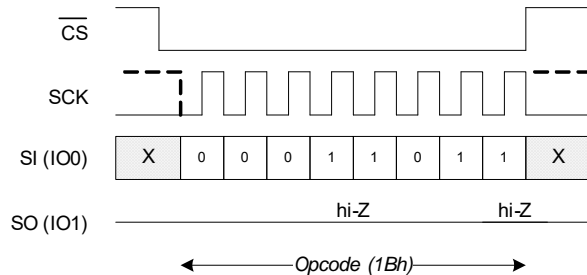 CS
SCK
SI (IO0) X 0 0 0 1 1 0 1 1 X
hi-Z hi-Z
SO (IO1)
Opcode (1Bh)